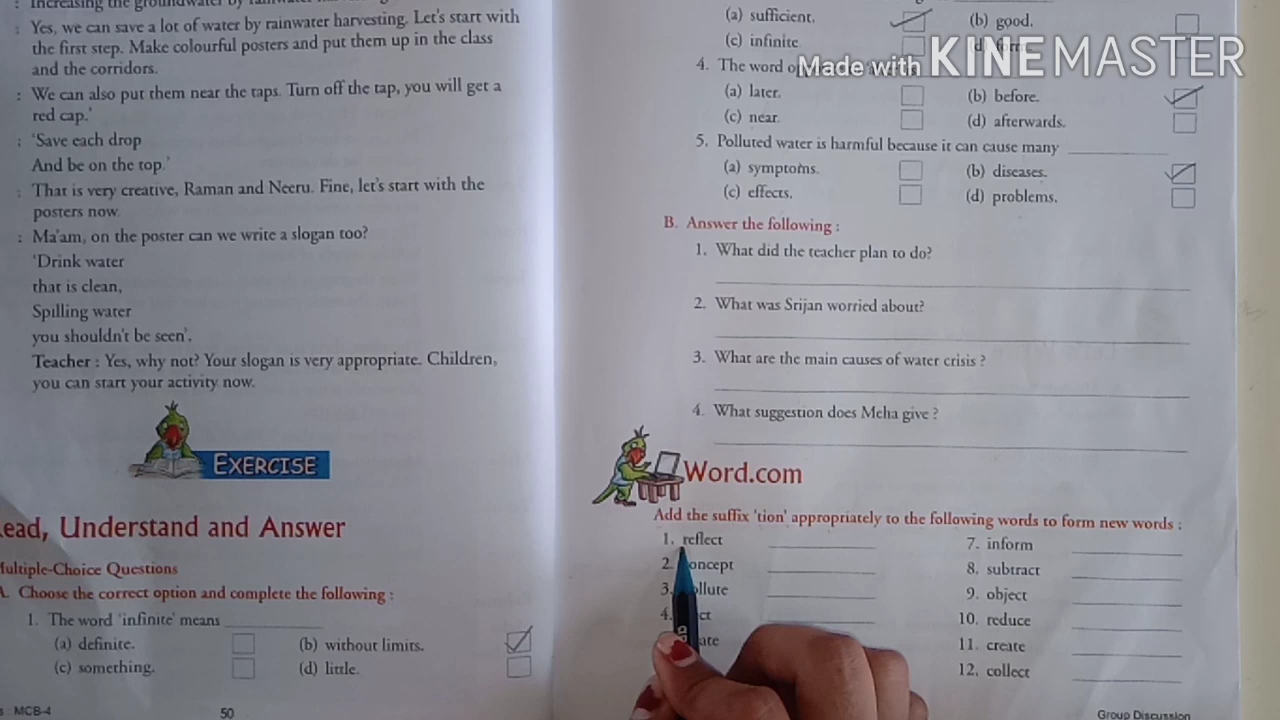 : Increasing the groundwater by rainwater
: Yes, we can save a lot of water by rainwater harvesting. Let's start with
the first step. Make colourful posters and put them up in the class
and the corridors.
: We can also put them near the taps. Turn off the tap, you will get a
red cap.'
: 'Save each drop
And be on the top.'
: That is very creative, Raman and Neeru. Fine, let's start with the
posters now.
: Ma'am, on the poster can we write a slogan too?
'Drink water
that is clean,
Spilling water
you shouldn't be seen'.
Teacher : Yes, why not? Your slogan is very appropriate. Children,
you can start your activity now.
EXERCISE
Read, Understand and Answer
Multiple-Choice Questions
A. Choose the correct option and complete the following :
1. The word 'infinite' means
(a) definite. (b) without limits.
(c) something. (d) little.
: MCB-4 50
(a) sufficient. (b) good.
(c) infinite.
4. The word
(a) later. (b) before.
(c) near. (d) afterwards.
5. Polluted water is harmful because it can cause many
(a) symptoms. (b) diseases.
(c) effects. (d) problems.
B. Answer the following :
1. What did the teacher plan to do?
2. What was Srijan worried about?
3. What are the main causes of water crisis ?
4. What suggestion does Meha give ?
Word.com
Add the suffix 'tion' appropriately to the following words to form new words :
1. reflect 7. inform
2. concept 8. subtract
3. pollute 9. object
4. 10. reduce
11. create
12. collect
Group Discussion
Made with KINEMASTER